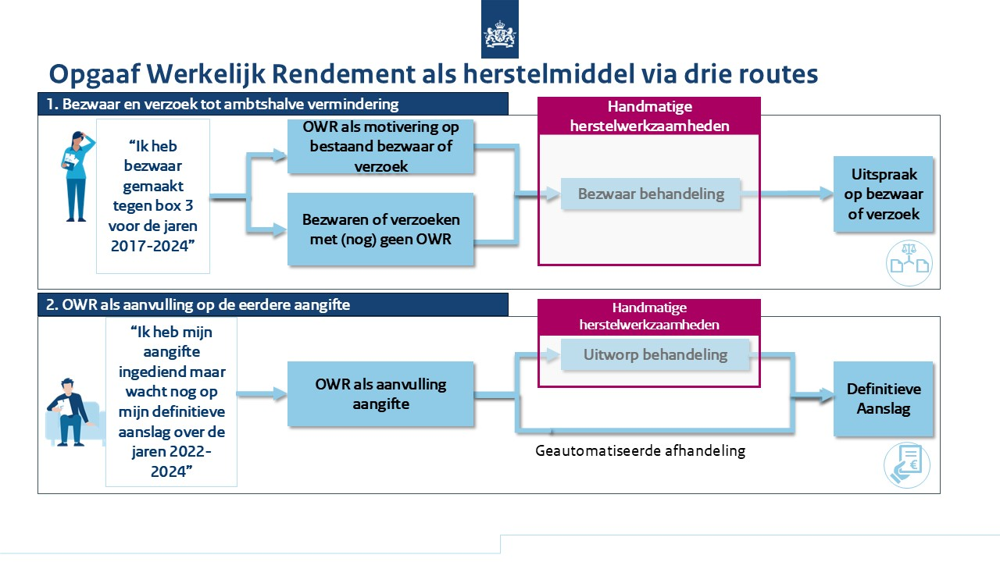 Opgaaf Werkelijk Rendement als herstelmiddel via drie routes
1. Bezwaar en verzoek tot ambtshalve vermindering
“Ik heb
bezwaar
gemaakt
tegen box 3
voor de jaren
2017-2024”
OWR als motivering op
bestaand bezwaar of
verzoek
Bezwaren of verzoeken
met (nog) geen OWR
Handmatige
herstelwerkzaamheden
Bezwaar behandeling
Uitspraak
op bezwaar
of verzoek
2. OWR als aanvulling op de eerdere aangifte
“Ik heb mijn
aangifte
ingediend maar
wacht nog op
mijn definitieve
aanslag over de
jaren 2022-
2024”
OWR als aanvulling
aangifte
Handmatige
herstelwerkzaamheden
Uitworp behandeling
Geautomatiseerde afhandeling
Definitieve
Aanslag
€